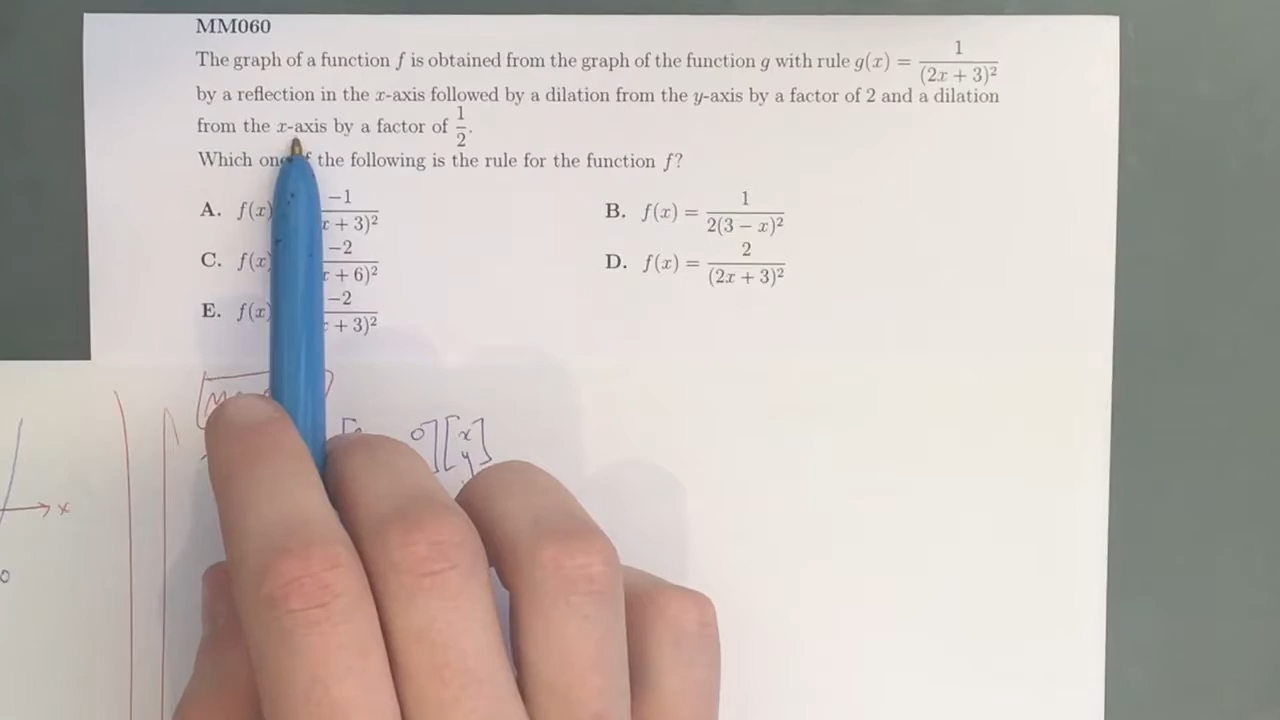 MM060
The graph of a function f is obtained from the graph of the function g with rule g(x) = 1/(2x + 3)²
by a reflection in the x-axis followed by a dilation from the y-axis by a factor of 2 and a dilation
from the x-axis by a factor of 1/2.
Which one the following is the rule for the function f?
A. f(x) −1 + 3)²
B. f(x) = 1/(2(3 − x)²)
C. f(x) −2 + 6)²
D. f(x) = 2/(2x + 3)²
E. f(x) −2 + 3)²
0][x y]
x
0